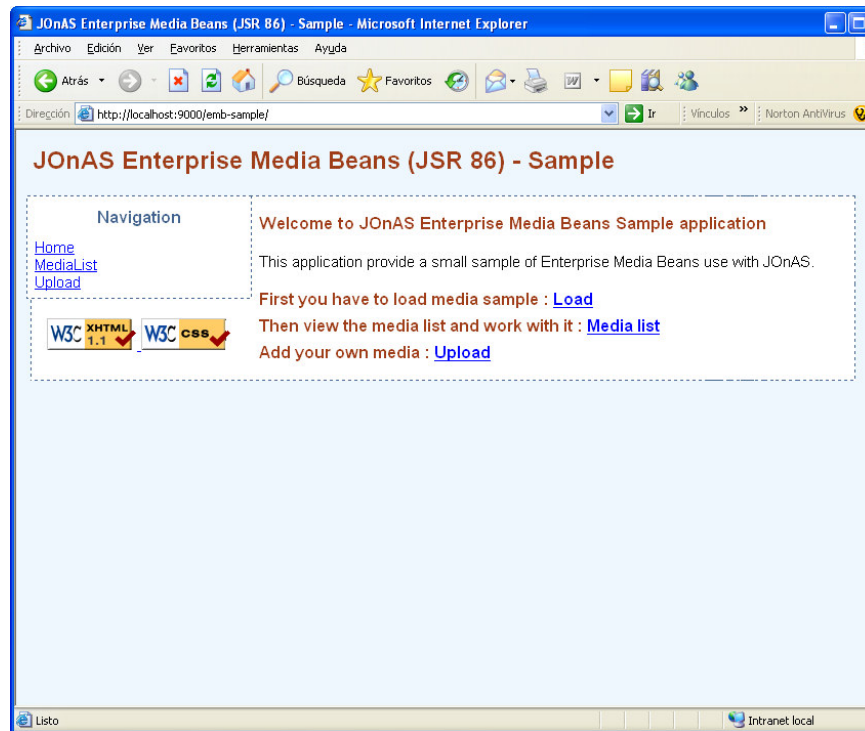 JOnAS Enterprise Media Beans (JSR 86) - Sample - Microsoft Internet Explorer
Archivo Edición Ver Favoritos Herramientas Ayuda
Atrás Búsqueda Favoritos
Dirección http://localhost:9000/emb-sample/ Ir Vínculos » Norton AntiVirus
JOnAS Enterprise Media Beans (JSR 86) - Sample
Navigation
Home
MediaList
Upload
W3C XHTML 1.1 W3C css
Welcome to JOnAS Enterprise Media Beans Sample application
This application provide a small sample of Enterprise Media Beans use with JOnAS.
First you have to load media sample : Load
Then view the media list and work with it : Media list
Add your own media : Upload
Listo Intranet local